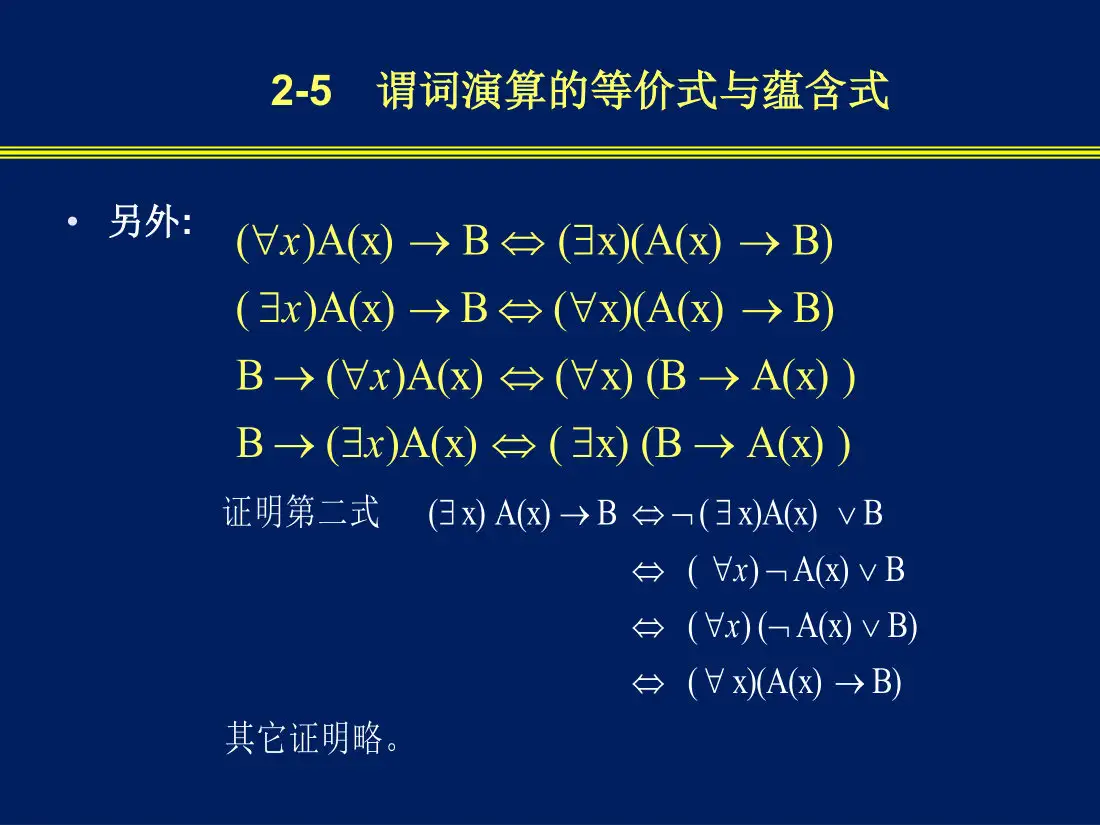 2-5 谓词演算的等价式与蕴含式
• 另外:
(∀x)A(x) → B ⇔ (∃x)(A(x) → B)
(∃x)A(x) → B ⇔ (∀x)(A(x) → B)
B → (∀x)A(x) ⇔ (∀x) (B → A(x) )
B → (∃x)A(x) ⇔ (∃x) (B → A(x) )
证明第二式 (∃x) A(x) → B ⇔ ¬(∃x)A(x) ∨ B
⇔ (∀x)¬A(x) ∨ B
⇔ (∀x)(¬A(x) ∨ B)
⇔ (∀x)(A(x) → B)
其它证明略。